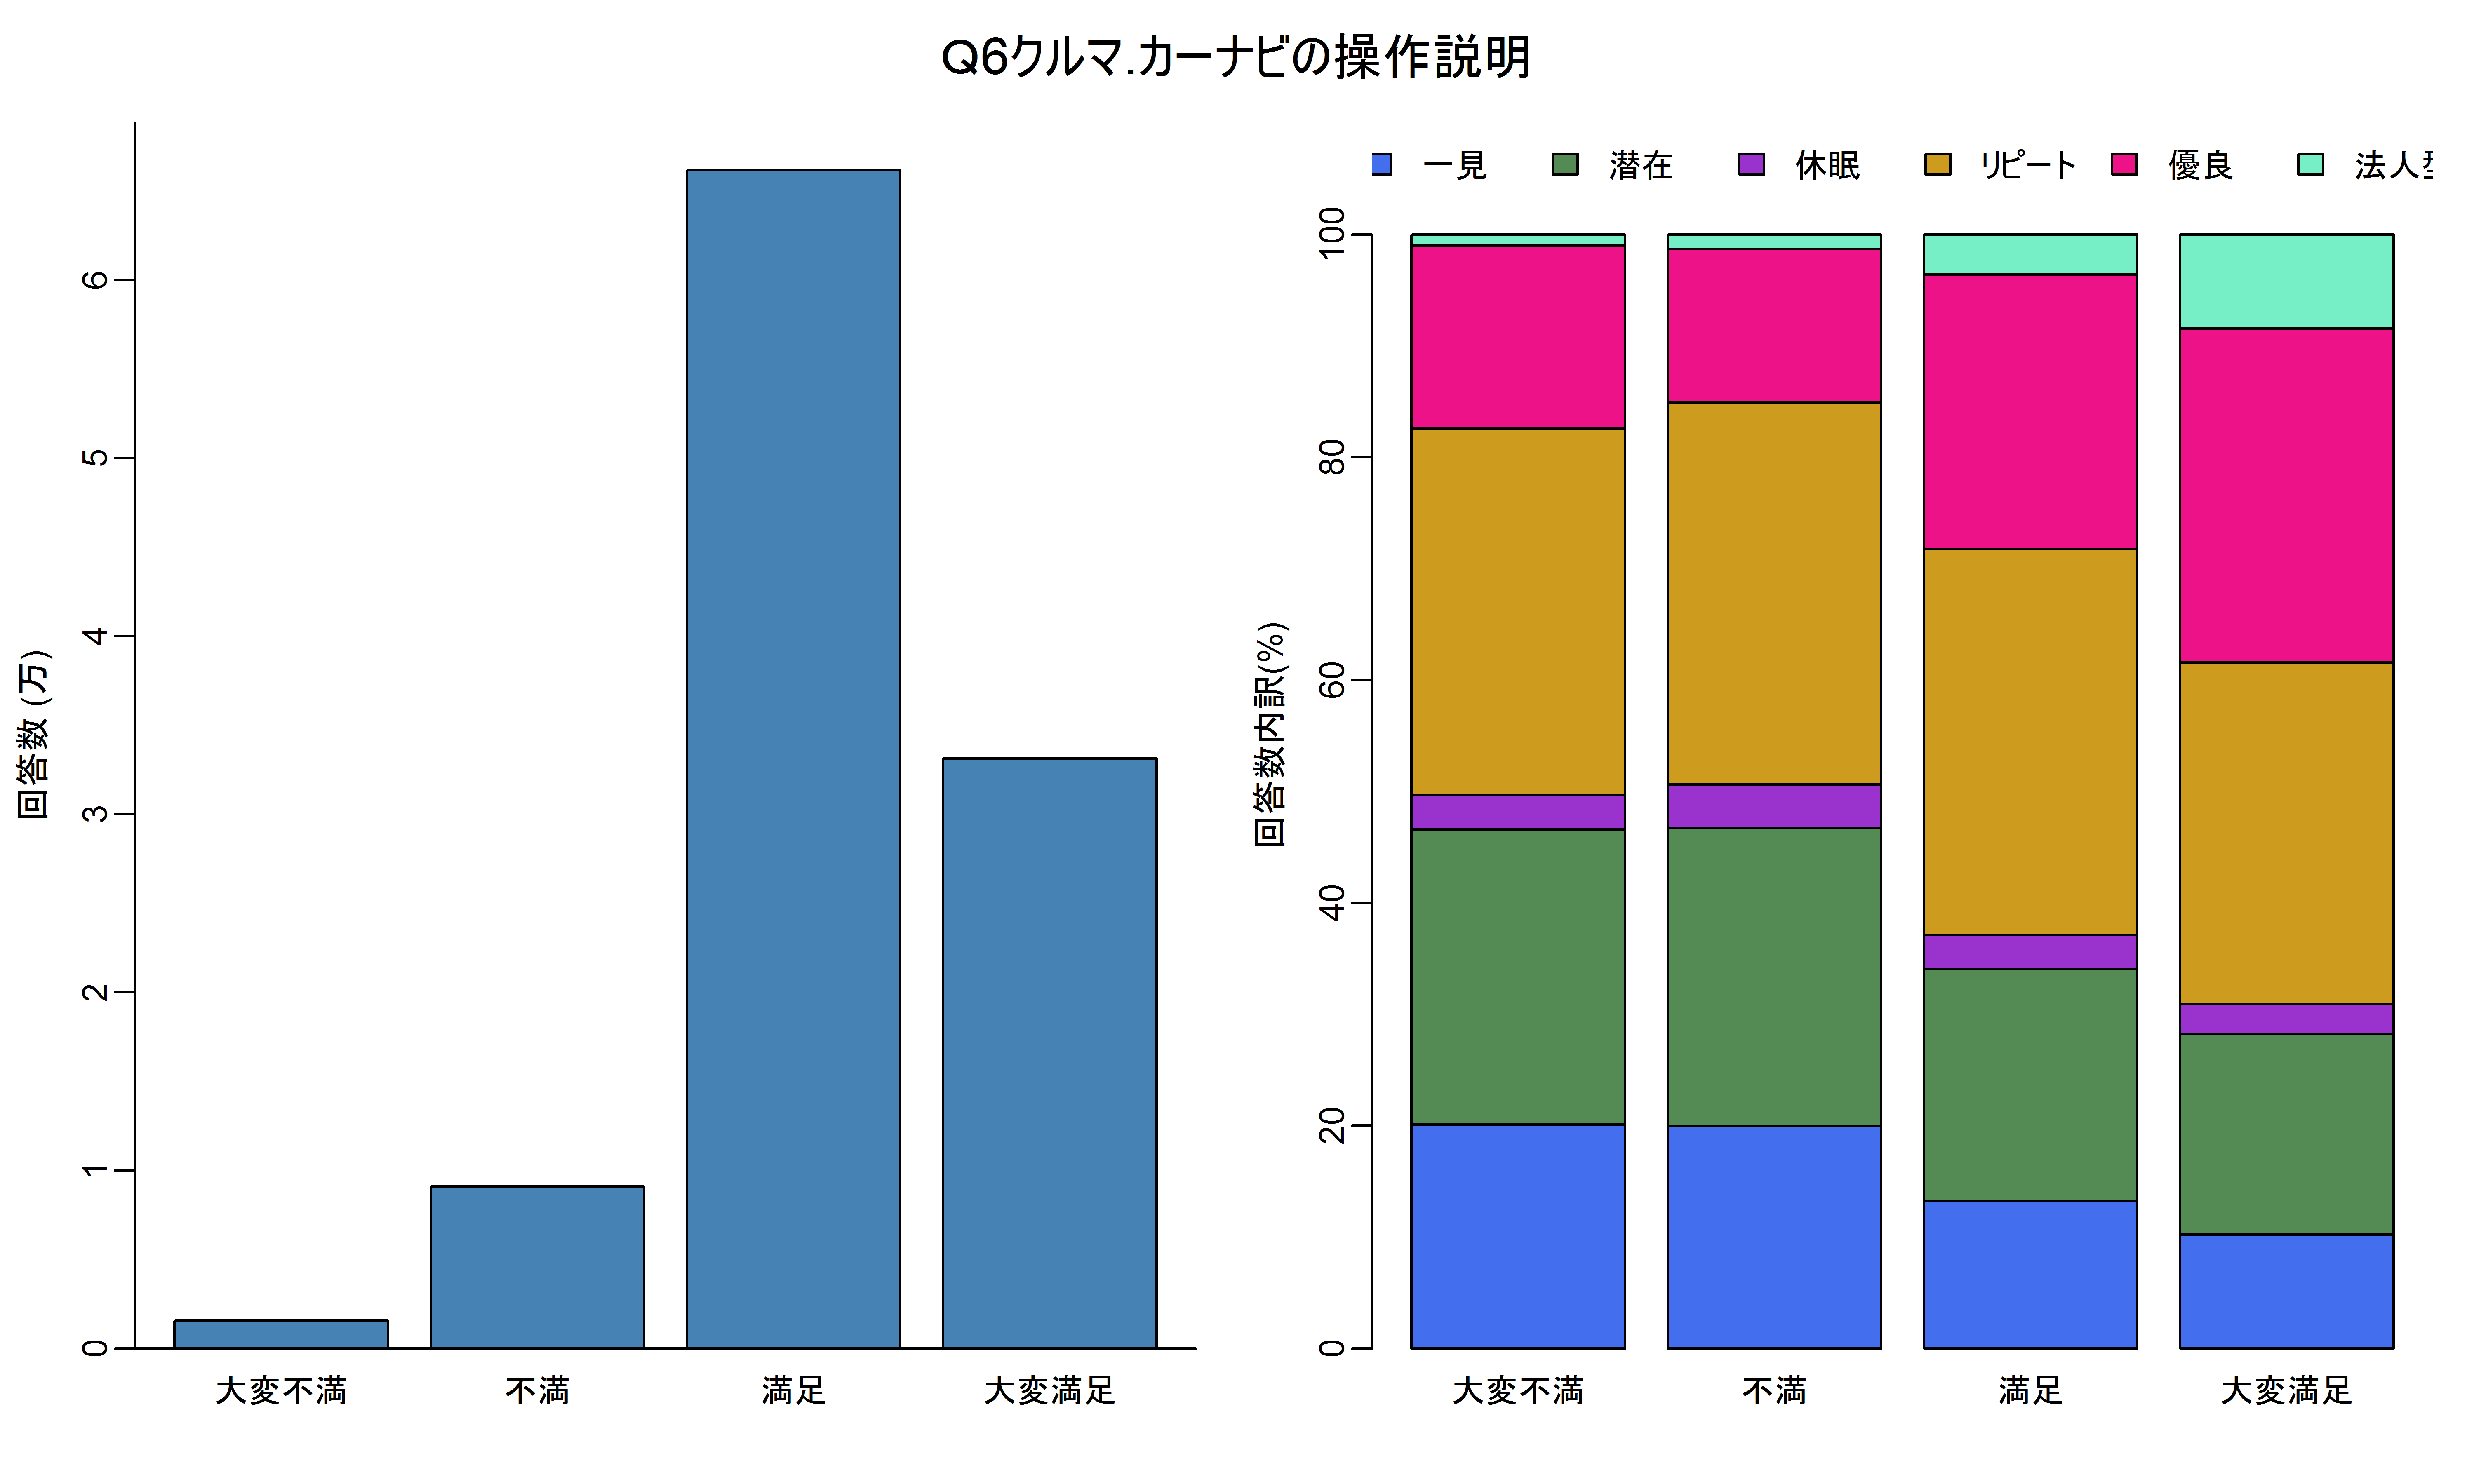 Q6クルマ.カーナビの操作説明
回答数 (万)
6
5
4
3
2
1
0
大変不満 不満 満足 大変満足
一見 潜在 休眠 リピート 優良 法人
回答数内訳(%)
100
80
60
40
20
0
大変不満 不満 満足 大変満足